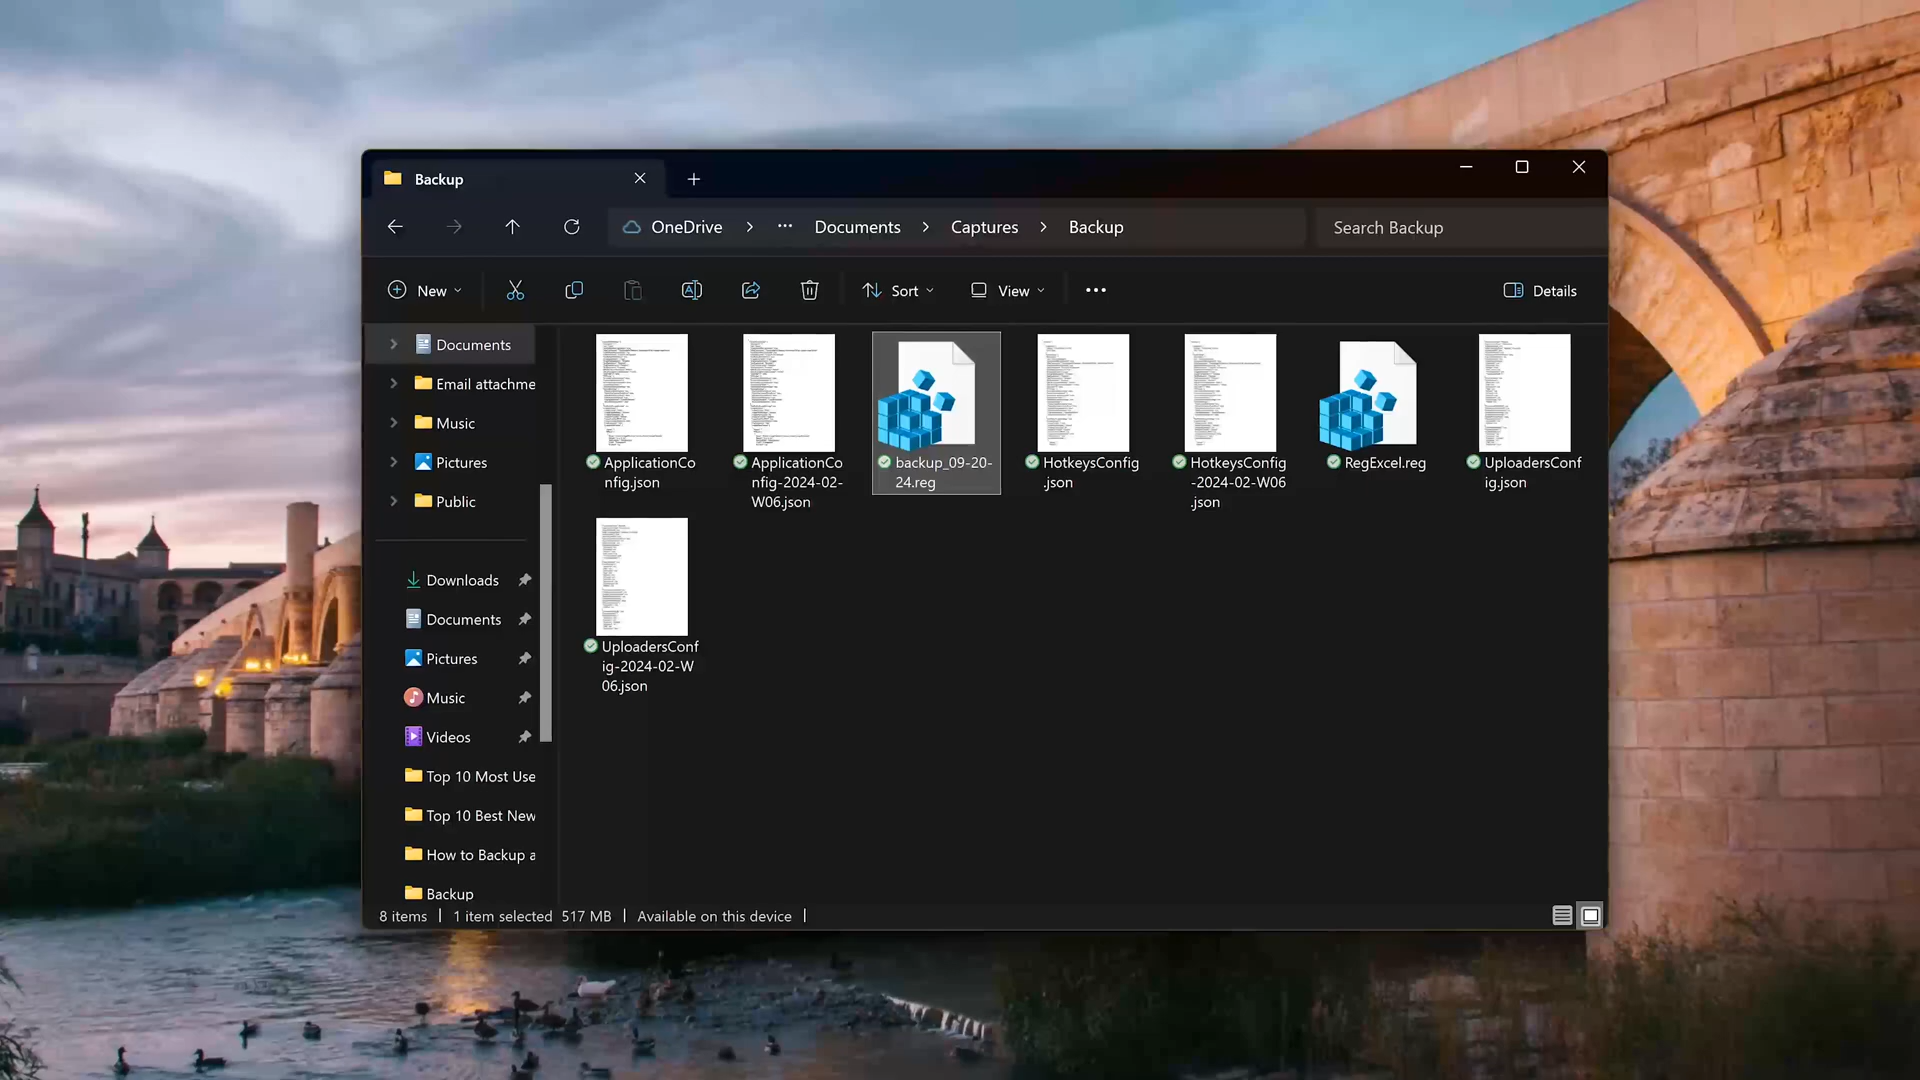 Backup
OneDrive
Documents
Captures
Backup
Search Backup
New
Sort
View
Details
Documents
Email attachme
Music
Pictures
Public
Downloads
Documents
Pictures
Music
Videos
Top 10 Most Use
Top 10 Best New
How to Backup a
Backup
ApplicationCo
nfig.json
ApplicationCo
nfig-2024-02-
W06.json
backup_09-20-
24.reg
HotkeysConfig
.json
HotkeysConfig
-2024-02-W06
.json
RegExcel.reg
UploadersConf
ig.json
UploadersConf
ig-2024-02-W
06.json
8 items
1 item selected 517 MB
Available on this device